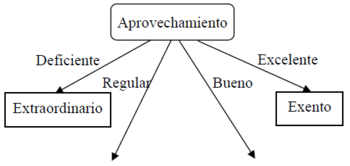 Aprovechamiento
Deficiente
Excelente
Regular
Bueno
Extraordinario
Exento